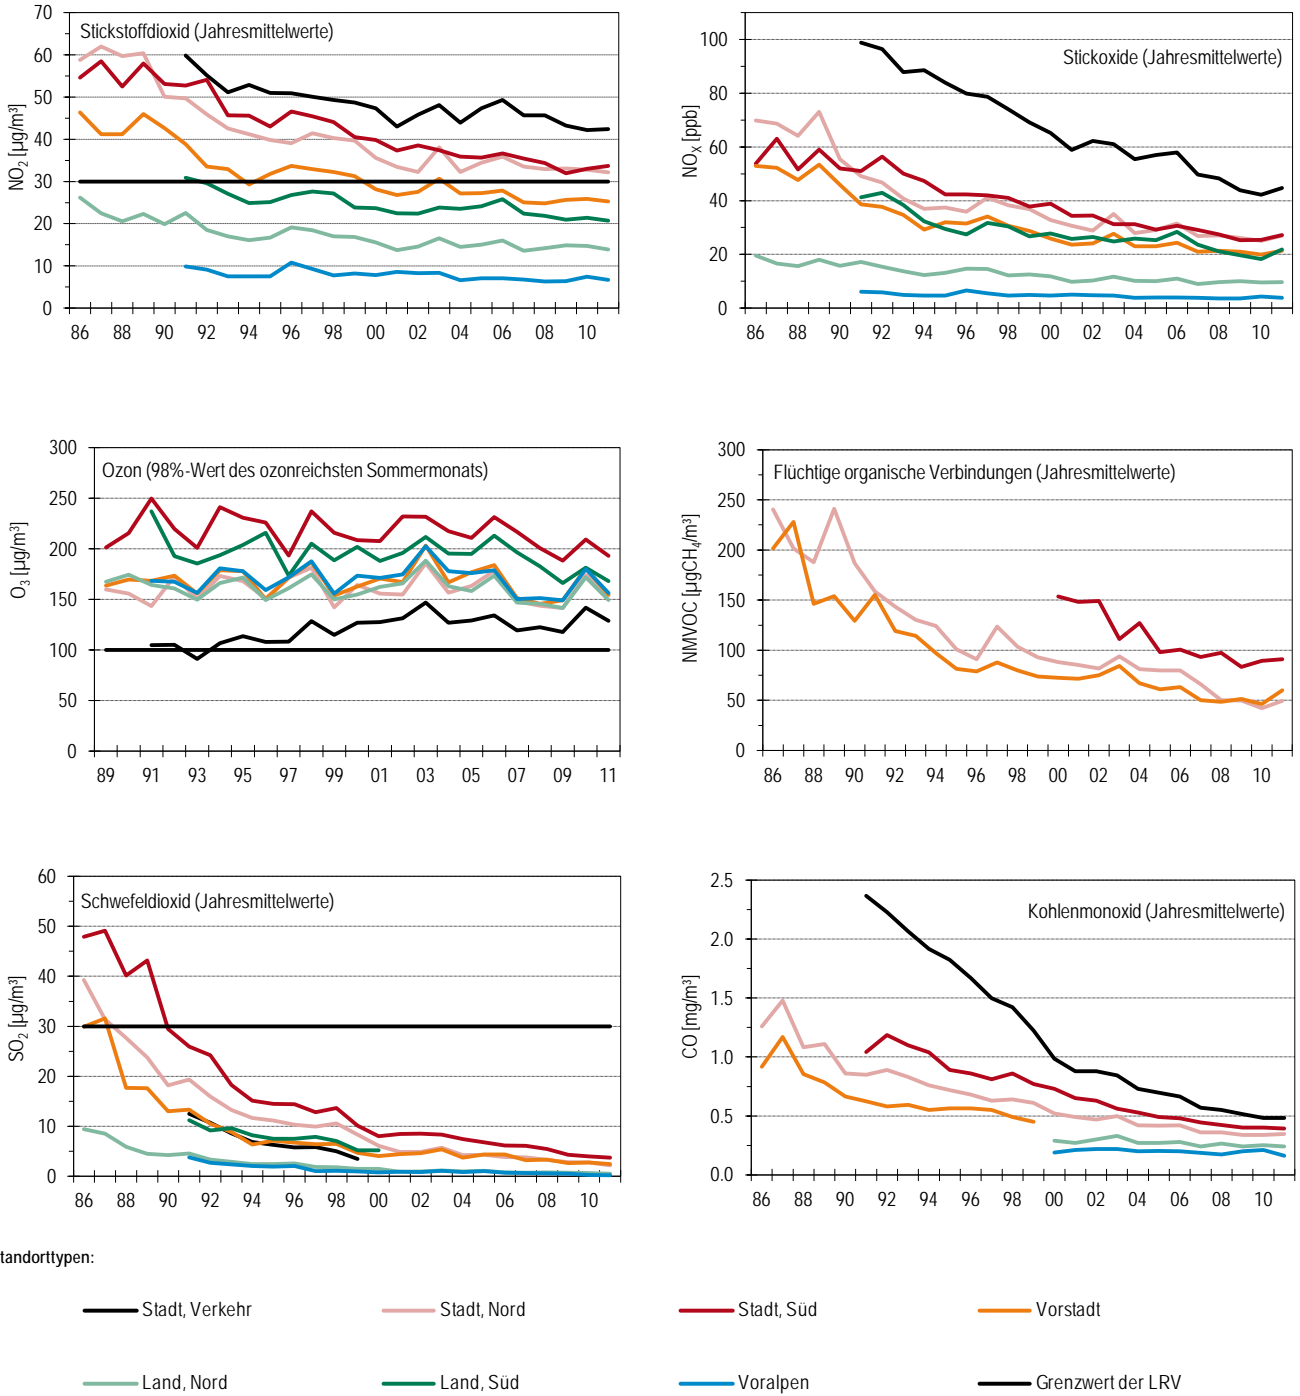 Stickstoffdioxid (Jahresmittelwerte)
NO2 [µg/m³]
70
60
50
40
30
20
10
0
86 88 90 92 94 96 98 00 02 04 06 08 10
Stickoxide (Jahresmittelwerte)
NOX [ppb]
100
80
60
40
20
0
86 88 90 92 94 96 98 00 02 04 06 08 10
Ozon (98%-Wert des ozonreichsten Sommermonats)
O3 [µg/m³]
300
250
200
150
100
50
0
89 91 93 95 97 99 01 03 05 07 09 11
Flüchtige organische Verbindungen (Jahresmittelwerte)
NMVOC [µgCH4/m³]
300
250
200
150
100
50
0
86 88 90 92 94 96 98 00 02 04 06 08 10
Schwefeldioxid (Jahresmittelwerte)
SO2 [µg/m³]
60
50
40
30
20
10
0
86 88 90 92 94 96 98 00 02 04 06 08 10
Kohlenmonoxid (Jahresmittelwerte)
CO [mg/m³]
2.5
2.0
1.5
1.0
0.5
0.0
86 88 90 92 94 96 98 00 02 04 06 08 10
tandorttypen:
Stadt, Verkehr Stadt, Nord Stadt, Süd Vorstadt
Land, Nord Land, Süd Voralpen Grenzwert der LRV